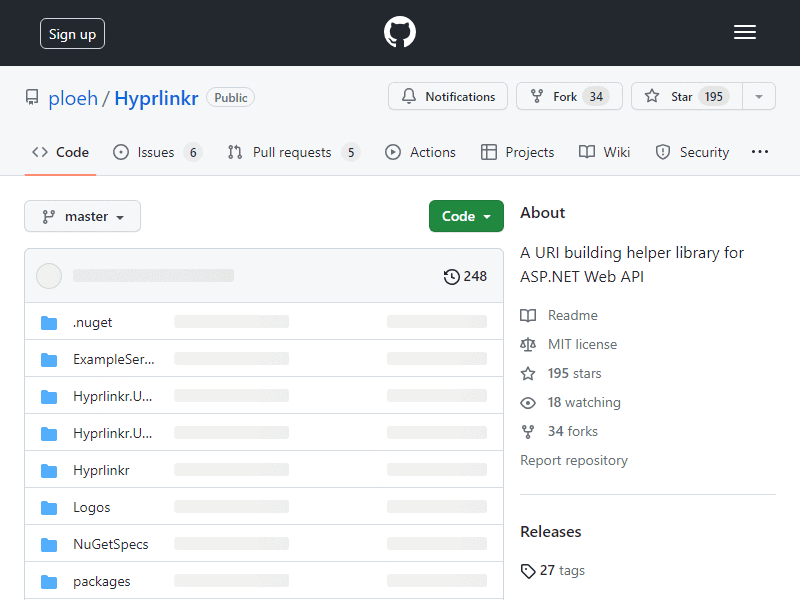 Sign up
ploeh / Hyprlinkr Public
Notifications Fork 34 Star 195
Code Issues 6 Pull requests 5 Actions Projects Wiki Security
master Code
248
.nuget
ExampleSer...
Hyprlinkr.U...
Hyprlinkr.U...
Hyprlinkr
Logos
NuGetSpecs
packages
About
A URI building helper library for
ASP.NET Web API
Readme
MIT license
195 stars
18 watching
34 forks
Report repository
Releases
27 tags